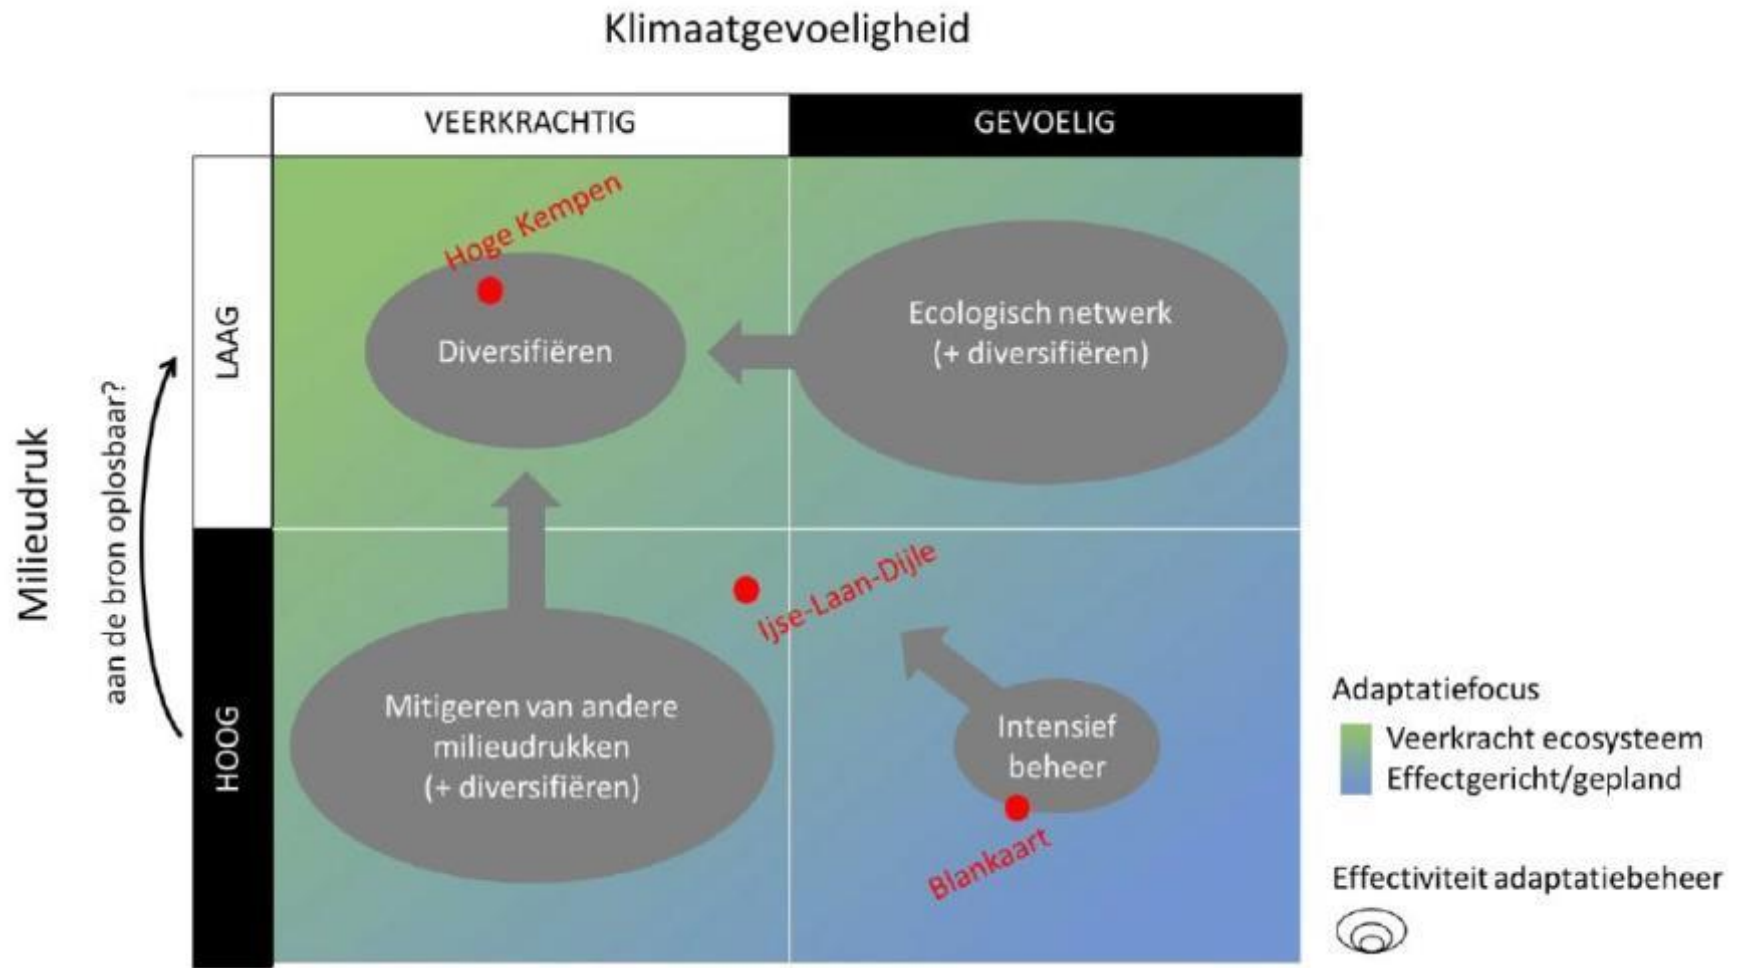 Klimaatgevoeligheid
VEERKRACHTIG
GEVOELIG
Milieudruk
aan de bron oplosbaar?
LAAG
HOOG
Hoge Kempen
Diversifiëren
Ecologisch netwerk
(+ diversifiëren)
Ijse-Laan-Dijle
Mitigeren van andere
milieudrukken
(+ diversifiëren)
Intensief
beheer
Blankaart
Adaptatiefocus
Veerkracht ecosysteem
Effectgericht/gepland
Effectiviteit adaptatiebeheer